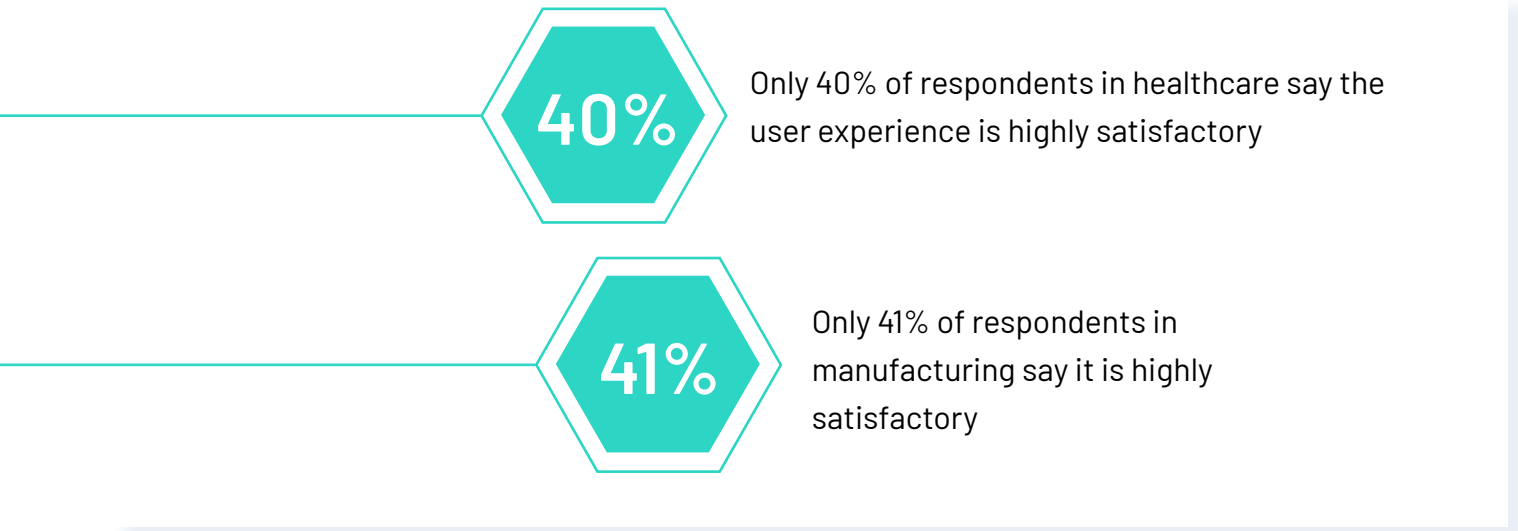 40%
Only 40% of respondents in healthcare say the
user experience is highly satisfactory
41%
Only 41% of respondents in
manufacturing say it is highly
satisfactory